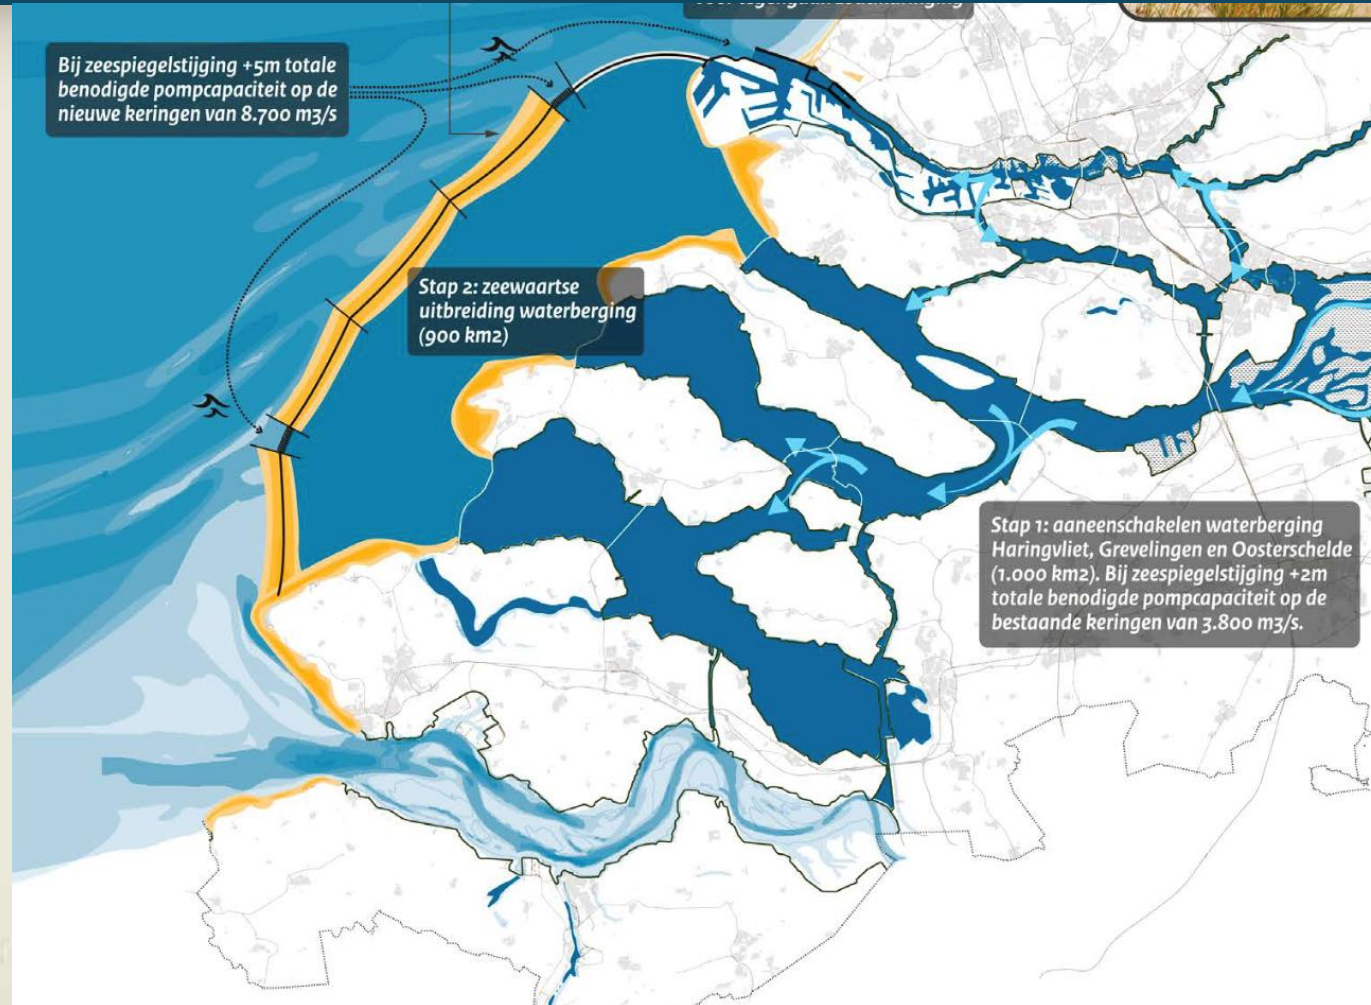 Bij zeespiegelstijging +5m totale
benodigde pompcapaciteit op de
nieuwe keringen van 8.700 m3/s
Stap 2: zeewaartse
uitbreiding waterberging
(900 km2)
Stap 1: aaneenschakelen waterberging
Haringvliet, Grevelingen en Oosterschelde
(1.000 km2). Bij zeespiegelstijging +2m
totale benodigde pompcapaciteit op de
bestaande keringen van 3.800 m3/s.